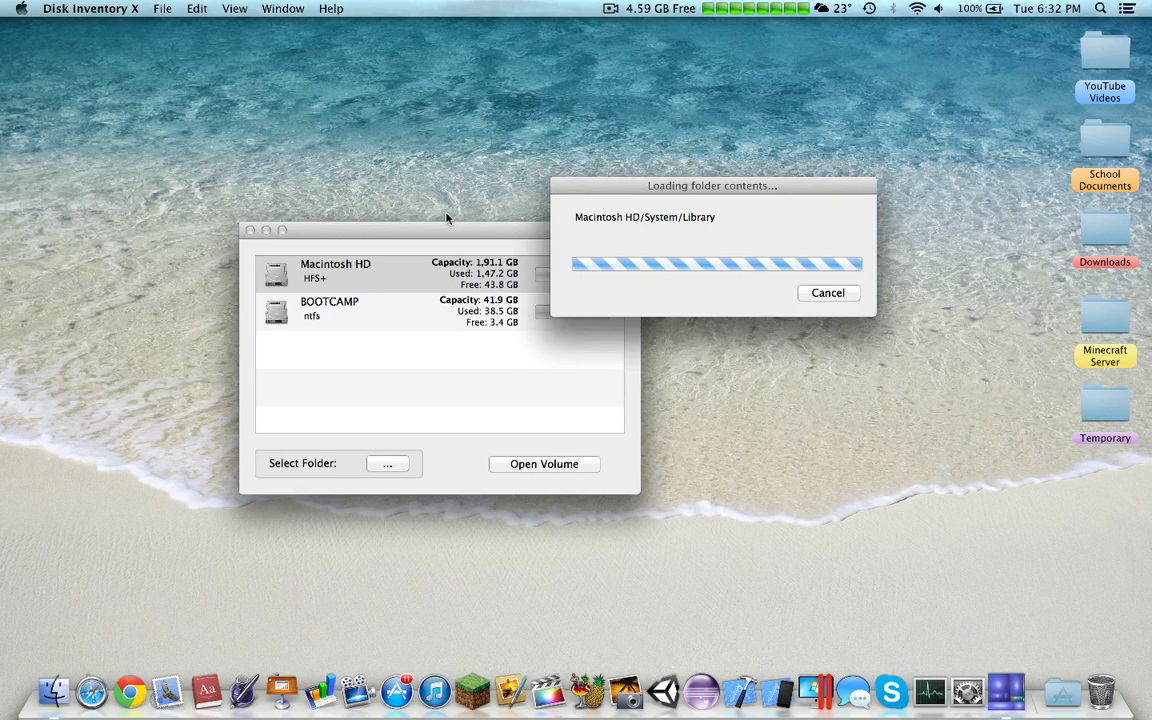 Disk Inventory X File Edit View Window Help 4.59 GB Free 23° 100% Tue 6:32 PM
YouTube
Videos
School
Documents
Downloads
Minecraft
Server
Temporary
Loading folder contents...
Macintosh HD/System/Library
Cancel
Macintosh HD
HFS+
Capacity: 1,91.1 GB
Used: 1,47.2 GB
Free: 43.8 GB
BOOTCAMP
ntfs
Capacity: 41.9 GB
Used: 38.5 GB
Free: 3.4 GB
Select Folder: ... Open Volume
11
Aa